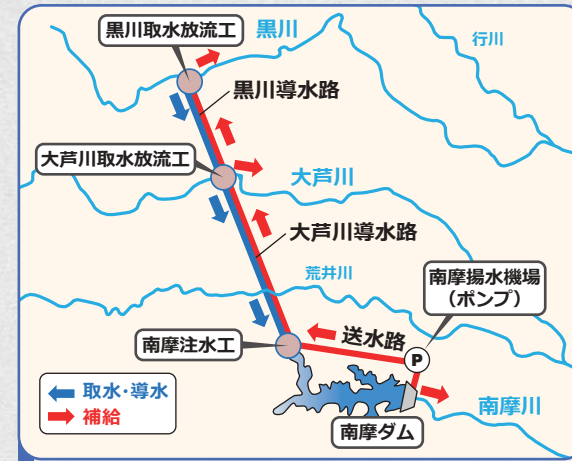 黒川取水放流工
黒川
行川
黒川導水路
大芦川取水放流工
大芦川
大芦川導水路
荒井川
南摩揚水機場
（ポンプ）
南摩注水工
送水路
P
取水・導水
補給
南摩ダム
南摩川